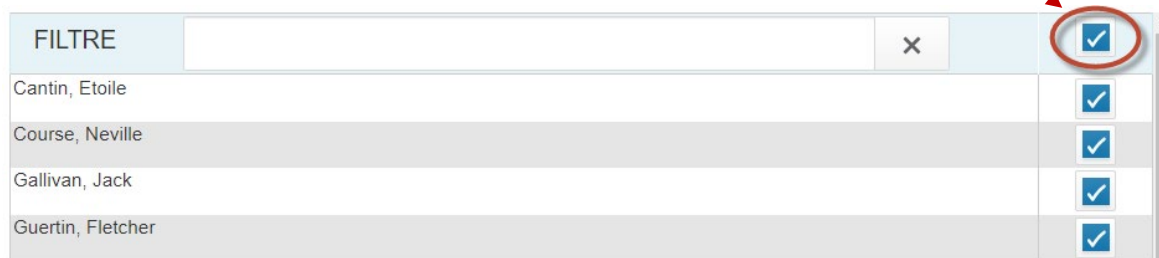 FILTRE
Cantin, Etoile
Course, Neville
Gallivan, Jack
Guertin, Fletcher